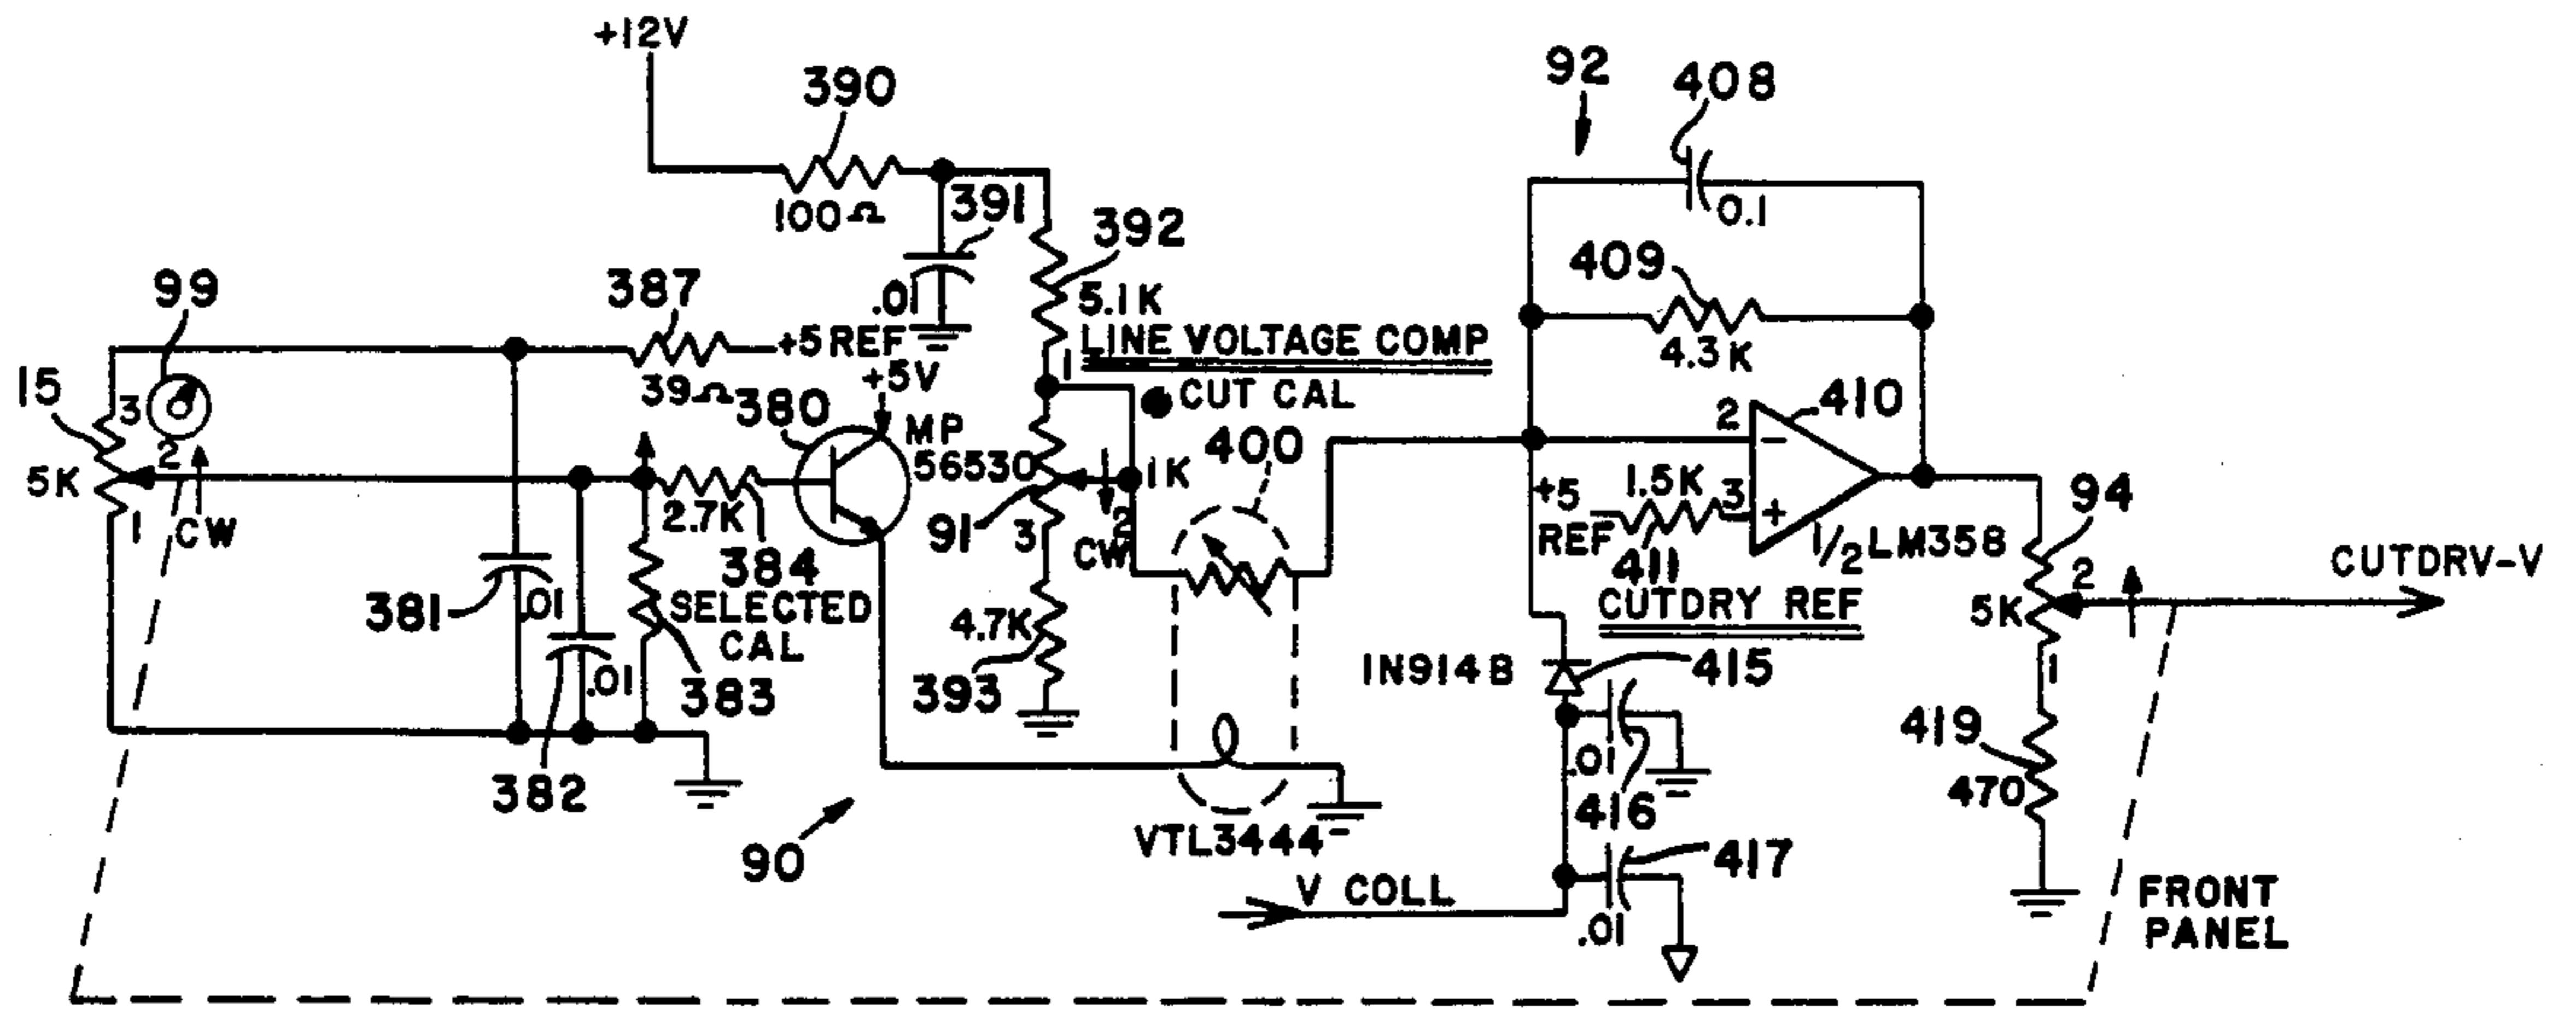 +12V
390
100Ω
391
.01
392
5.1K
92
408
0.1
409
4.3K
99
387
+5 REF
39Ω
LINE VOLTAGE COMP
1
CUT CAL
15
3
2
5K
1
CW
380
+5V
MP
56530
2.7K
384
SELECTED
CAL
383
381
.01
382
.01
91
1K
2
3
CW
4.7K
393
400
VTL3444
90
2
410
+5
REF
1.5K
3
411
1/2 LM358
CUTDRY REF
1N914B
415
.01
416
417
.01
V COLL
94
2
5K
1
419
470
CUTDRV-V
FRONT
PANEL